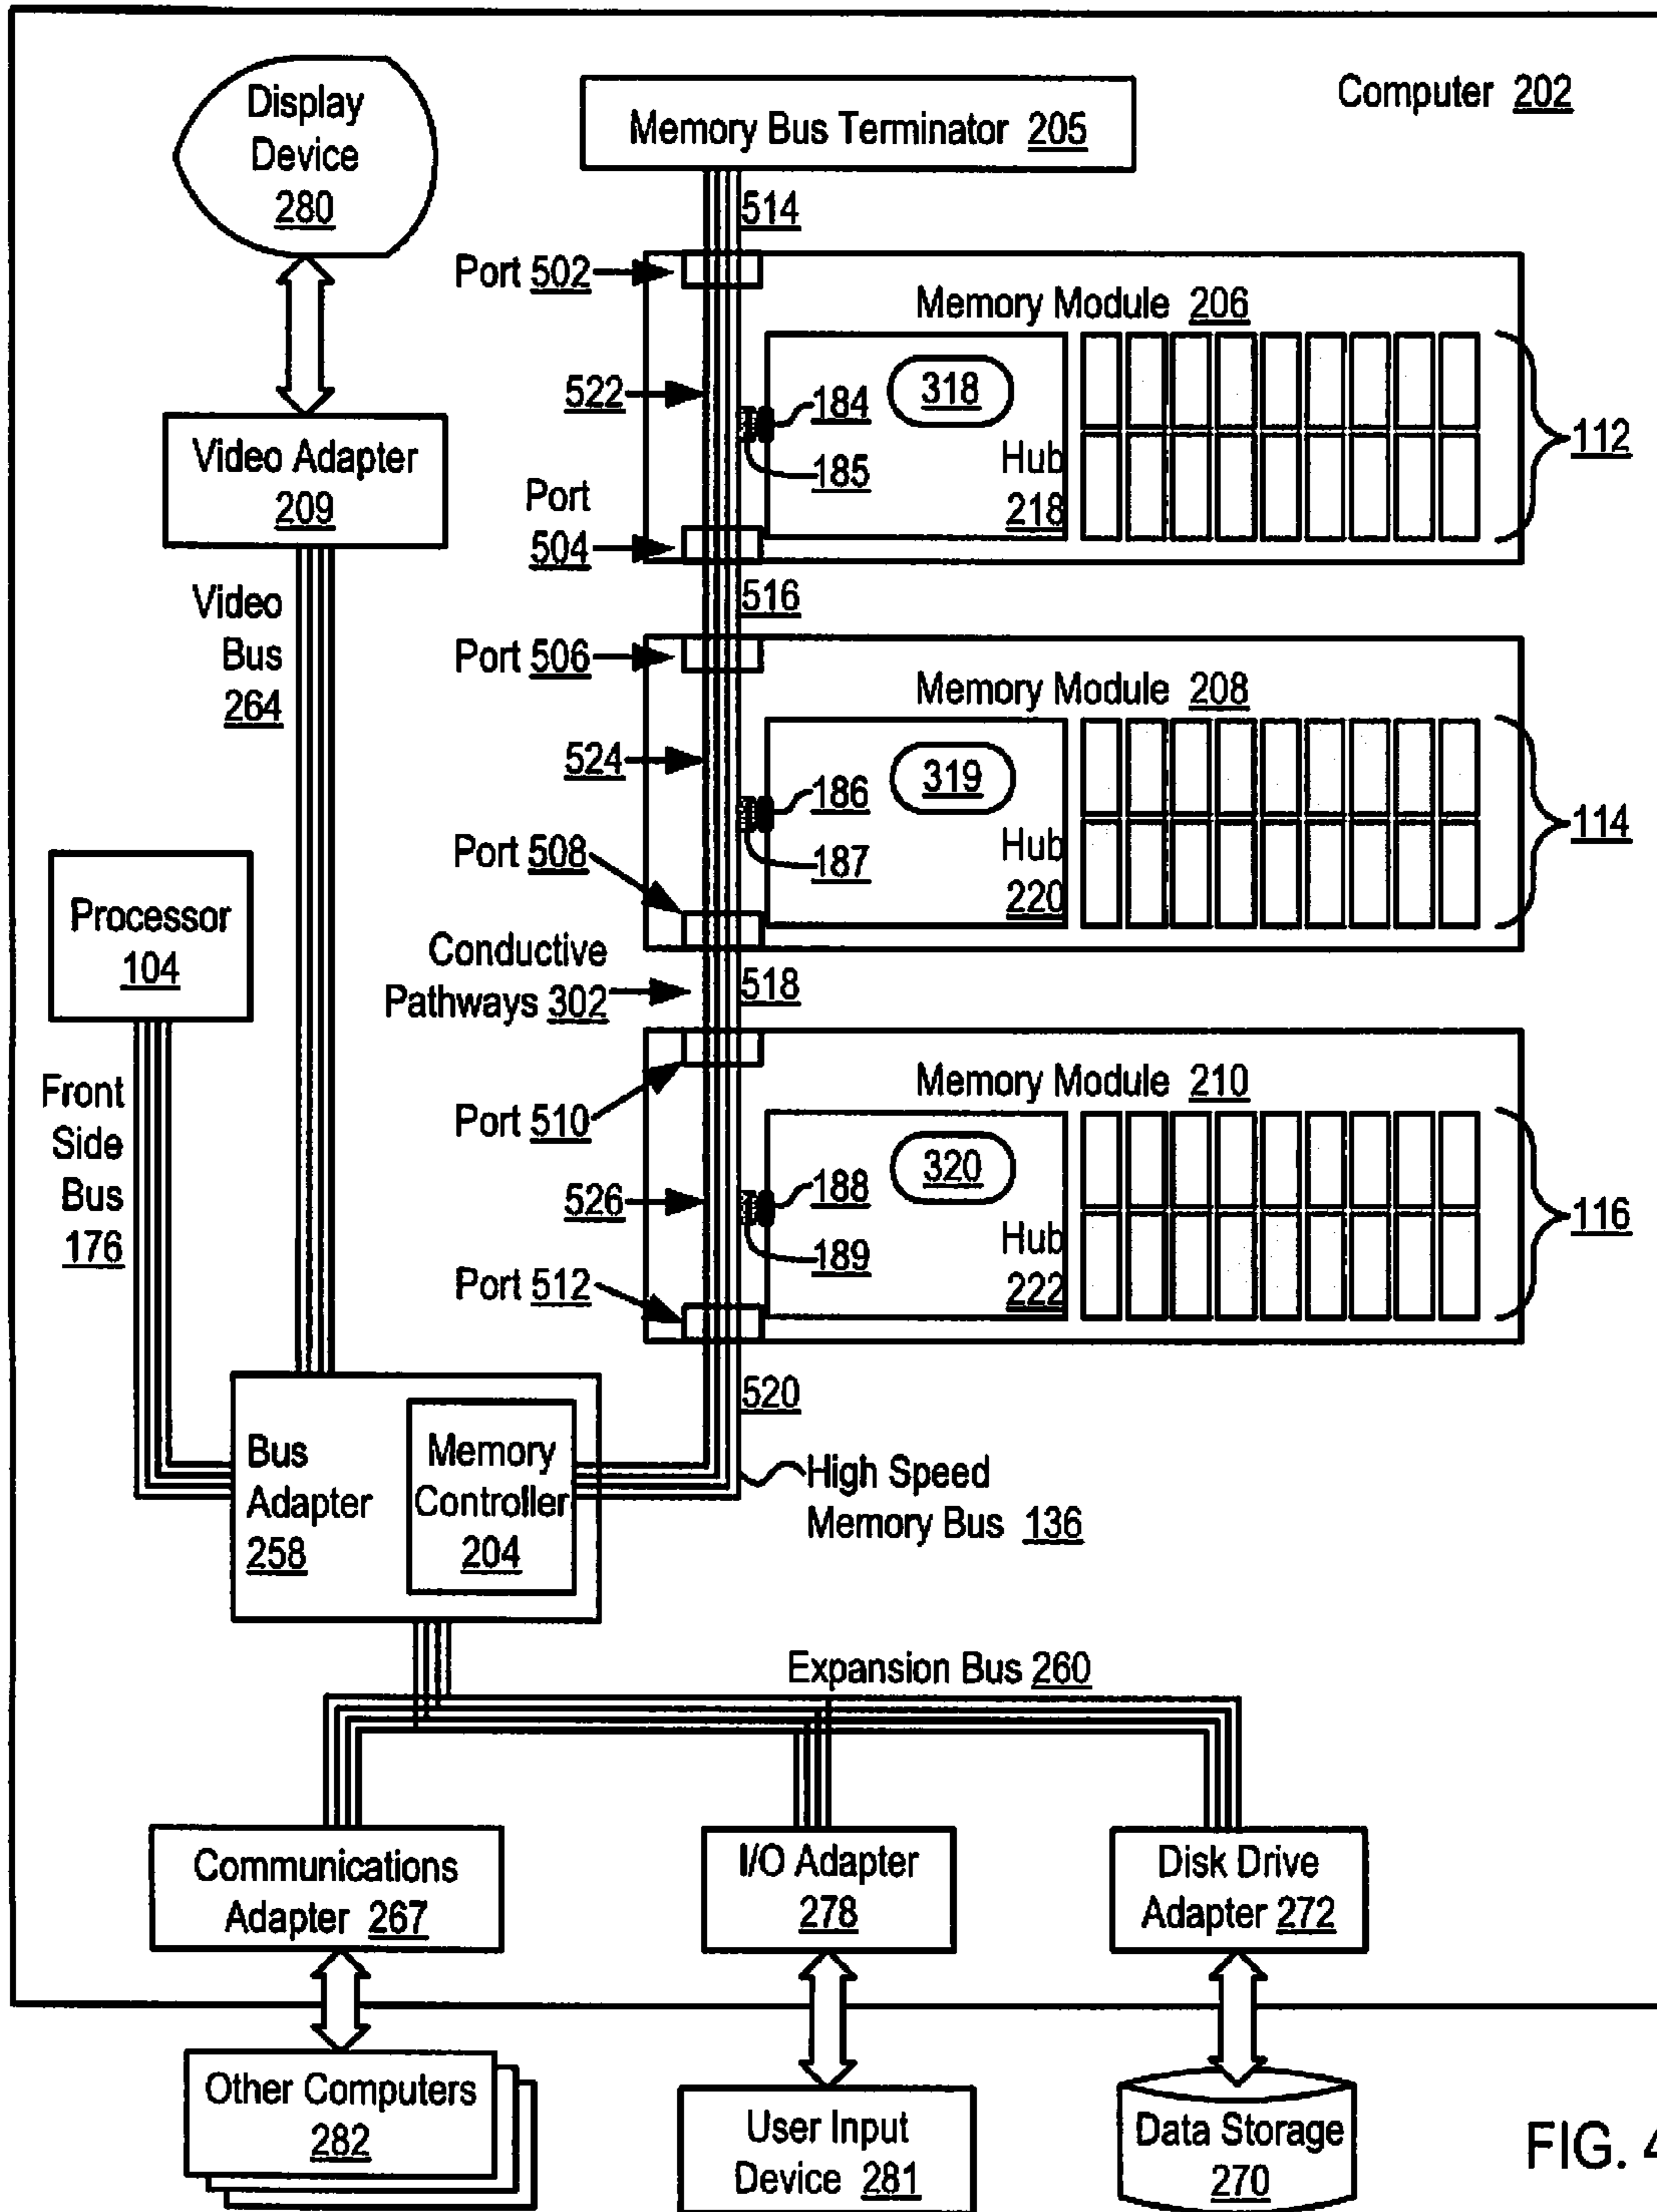 Computer 202
Display
Device
280
Memory Bus Terminator 205
514
Port 502
Memory Module 206
522
318
184
185
Hub
218
112
Port
504
Video Adapter
209
Video
Bus
264
516
Port 506
Memory Module 208
524
319
186
187
Hub
220
114
Port 508
Processor
104
Conductive
Pathways 302
518
Front
Side
Bus
176
Port 510
Memory Module 210
526
320
188
189
Hub
222
116
Port 512
520
Bus
Adapter
258
Memory
Controller
204
High Speed
Memory Bus 136
Expansion Bus 260
Communications
Adapter 267
I/O Adapter
278
Disk Drive
Adapter 272
Other Computers
282
User Input
Device 281
Data Storage
270
FIG. 4